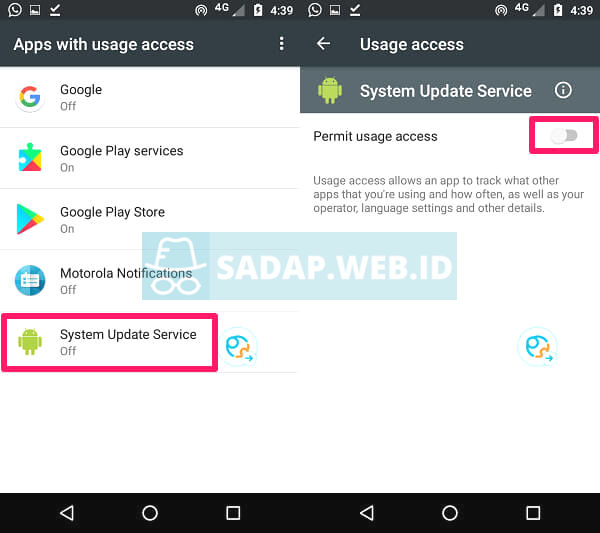 4G 4:39
Apps with usage access
Google
Off
Google Play services
On
Google Play Store
On
Motorola Notifications
Off
System Update Service
Off
4G 4:39
Usage access
System Update Service
Permit usage access
Usage access allows an app to track what other
apps that you're using and how often, as well as your
operator, language settings and other details.
SADAP.WEB.ID